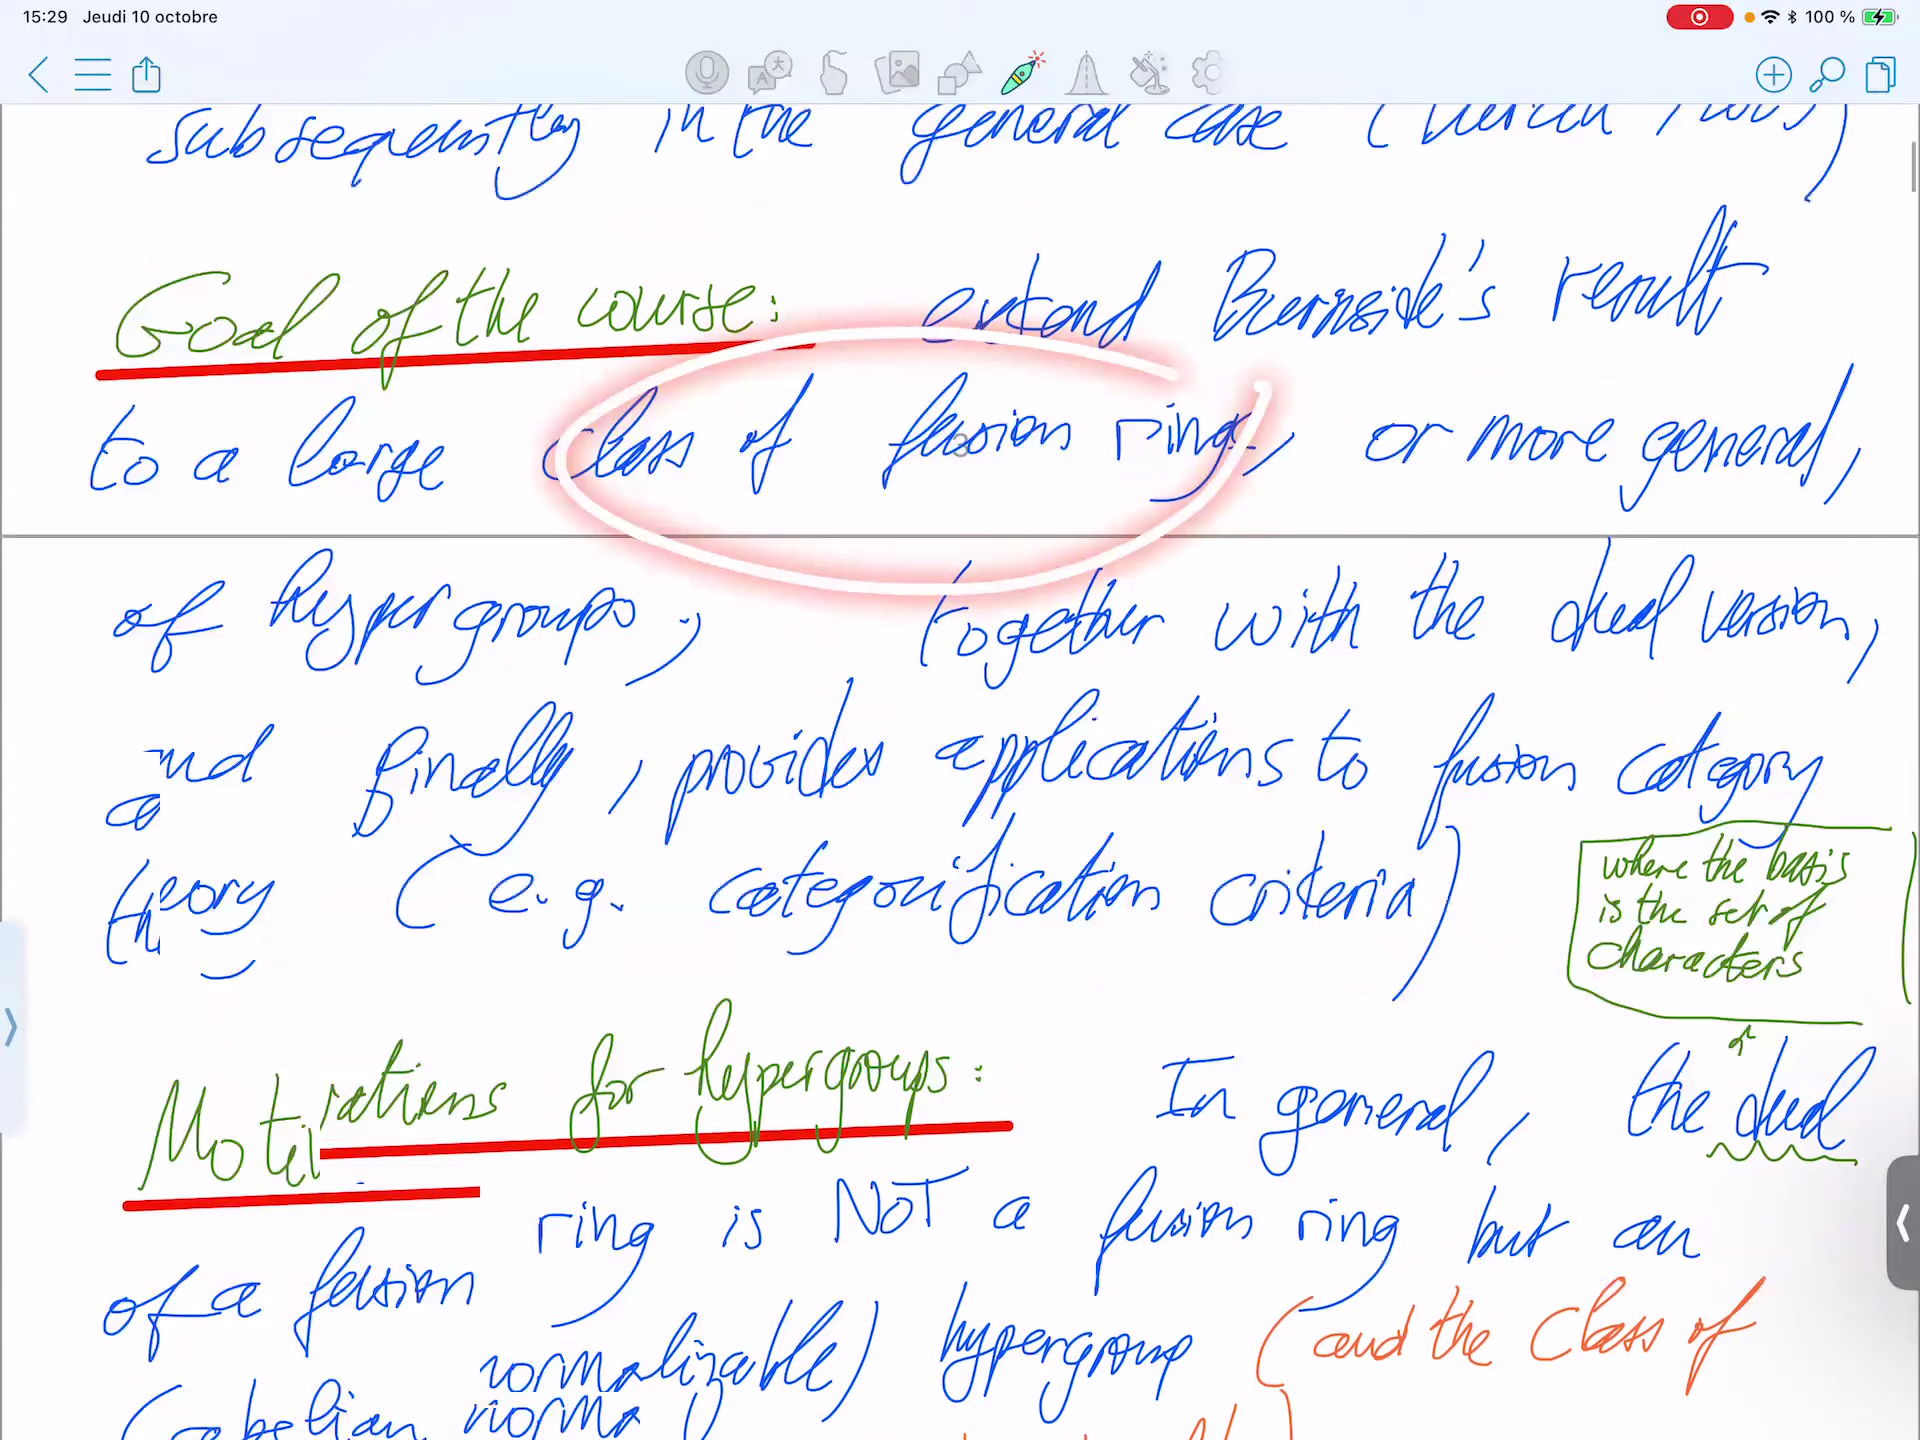 15:29 Jeudi 10 octobre
100 %
subsequently in the general case
Goal of the course: extend Burnside's result
to a large class of fusion rings, or more general,
3
of hypergroups, together with the dual version,
and finally, provides applications to fusion category
theory (e.g. categorification criteria)
where the basis
is the set of
characters
Motivations for hypergroups: In general, the dual
of a fusion ring is NOT a fusion ring but an
(abelian normalizable) hypergroup (and the class of